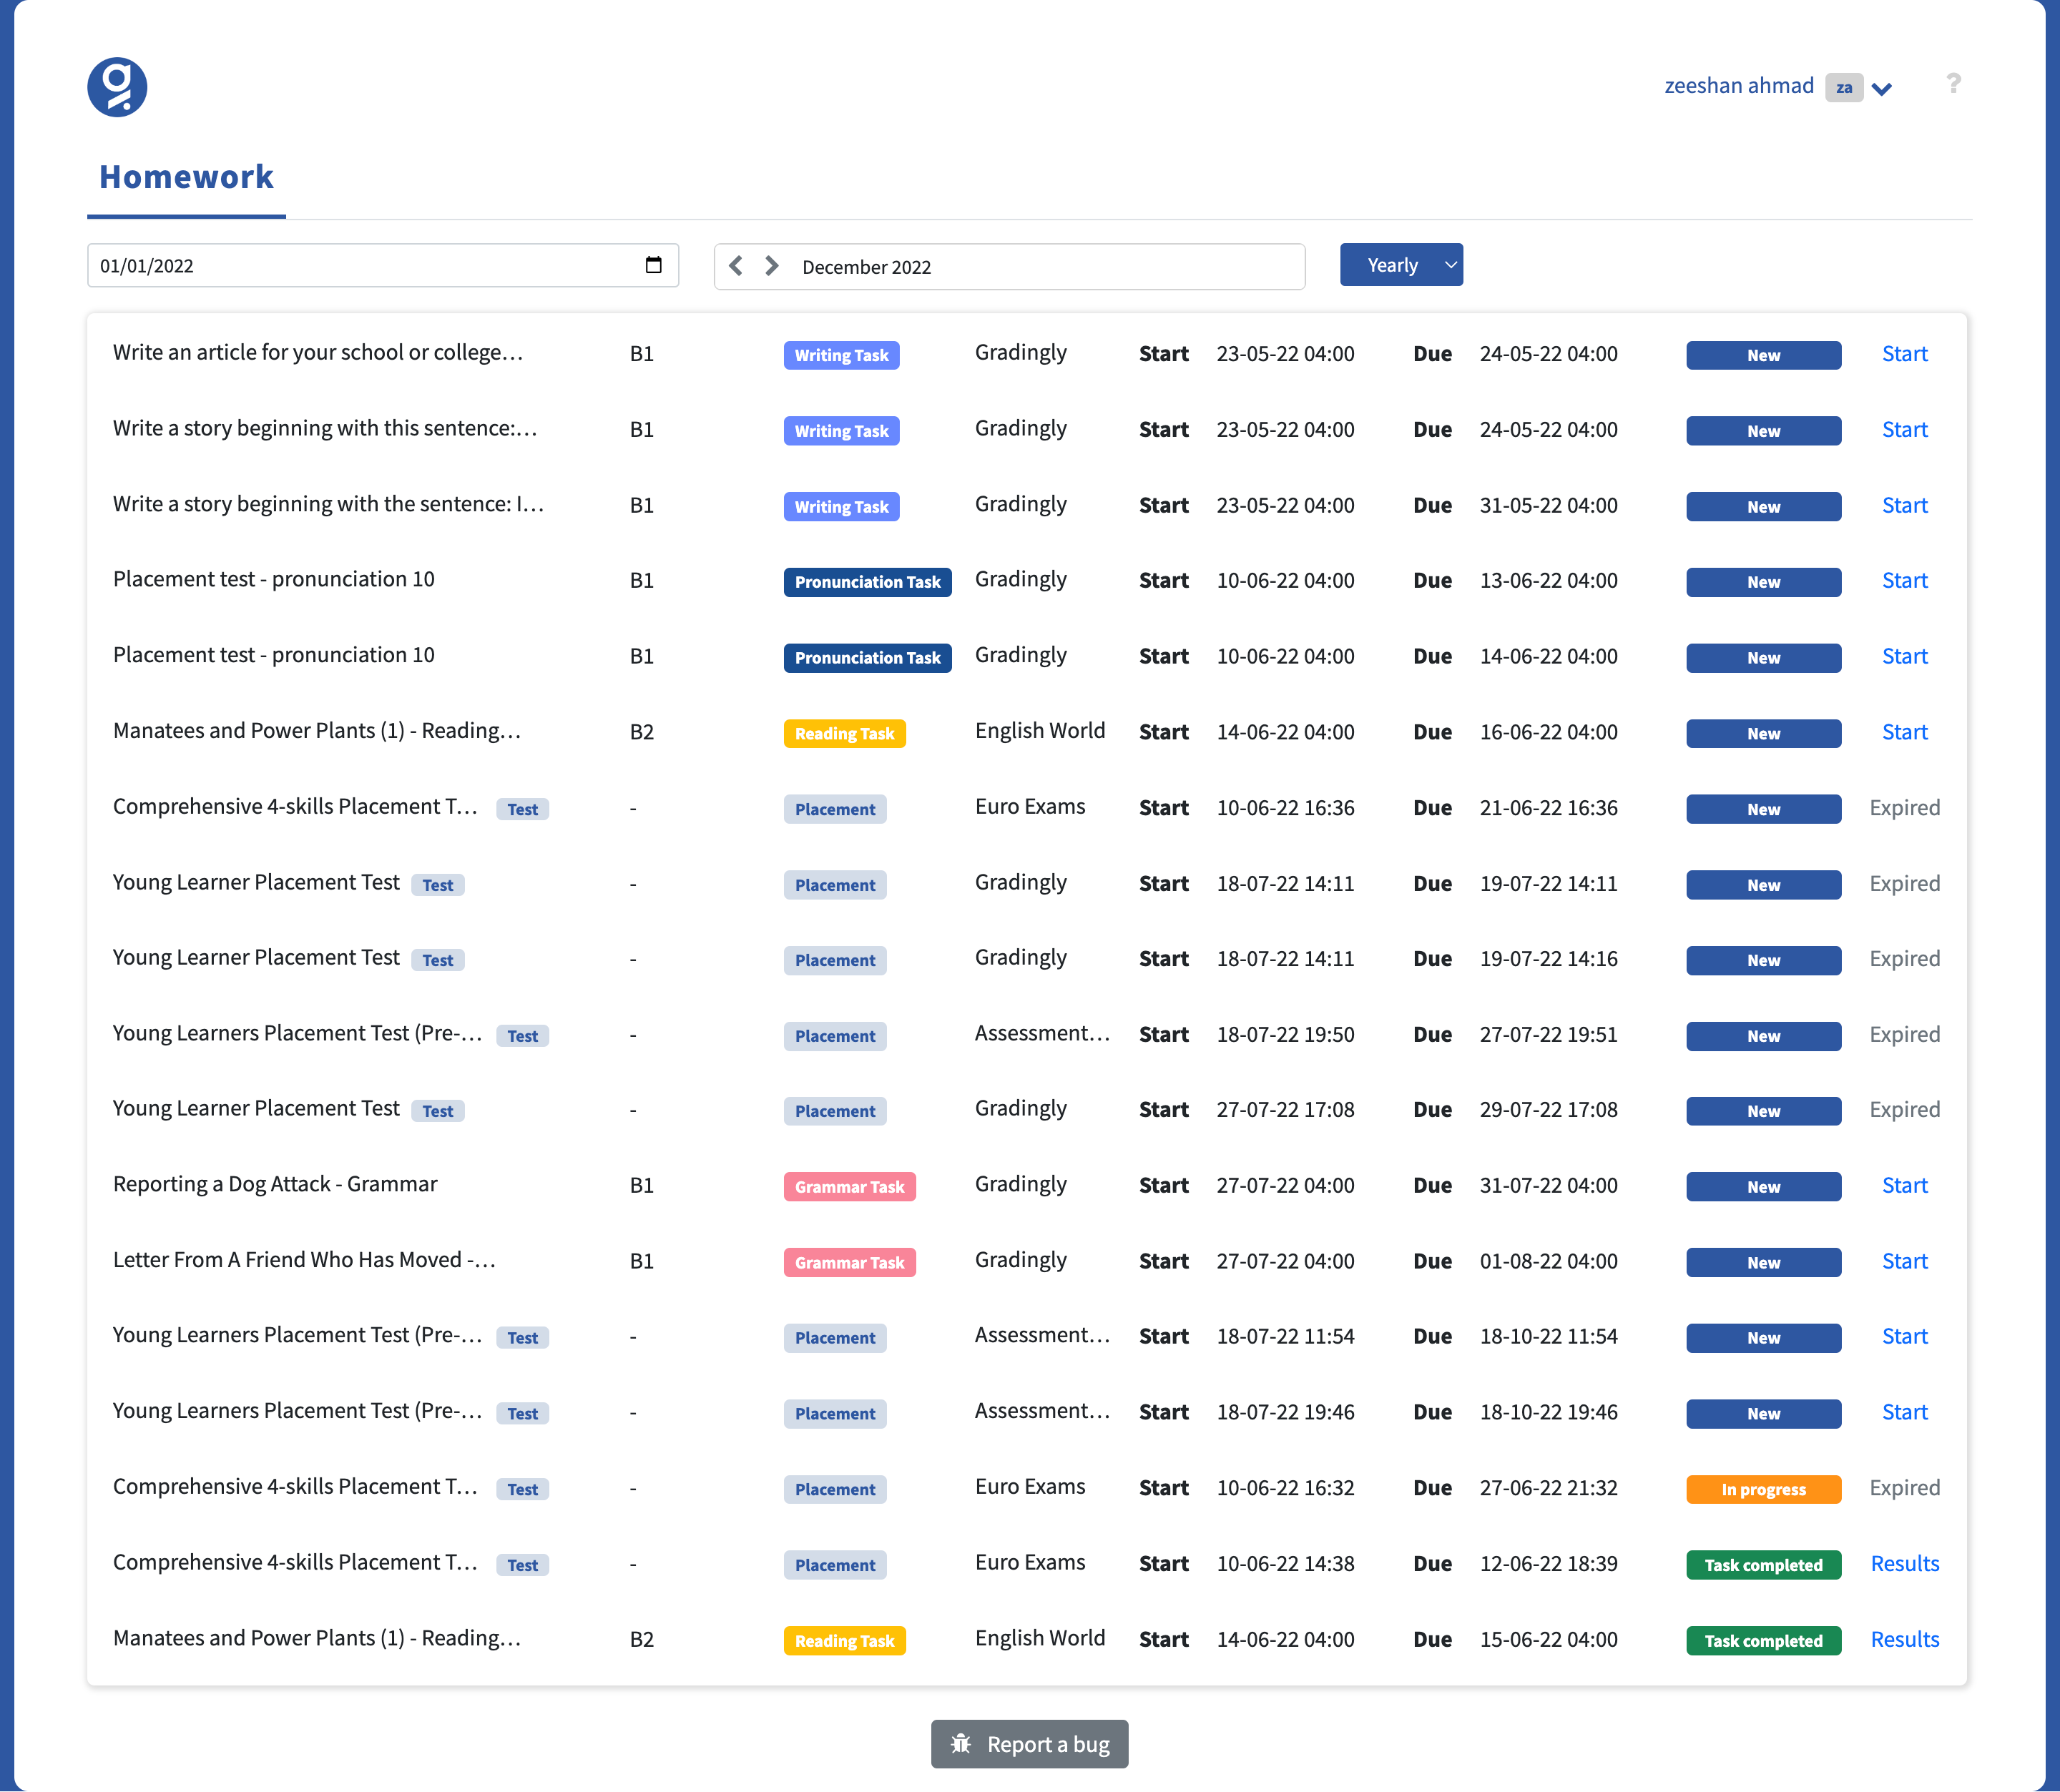 zeeshan ahmad za ?
Homework
01/01/2022 December 2022 Yearly
Write an article for your school or college... B1 Writing Task Gradingly Start 23-05-22 04:00 Due 24-05-22 04:00 New Start
Write a story beginning with this sentence:... B1 Writing Task Gradingly Start 23-05-22 04:00 Due 24-05-22 04:00 New Start
Write a story beginning with the sentence: I... B1 Writing Task Gradingly Start 23-05-22 04:00 Due 31-05-22 04:00 New Start
Placement test - pronunciation 10 B1 Pronunciation Task Gradingly Start 10-06-22 04:00 Due 13-06-22 04:00 New Start
Placement test - pronunciation 10 B1 Pronunciation Task Gradingly Start 10-06-22 04:00 Due 14-06-22 04:00 New Start
Manatees and Power Plants (1) - Reading... B2 Reading Task English World Start 14-06-22 04:00 Due 16-06-22 04:00 New Start
Comprehensive 4-skills Placement T... Test - Placement Euro Exams Start 10-06-22 16:36 Due 21-06-22 16:36 New Expired
Young Learner Placement Test Test - Placement Gradingly Start 18-07-22 14:11 Due 19-07-22 14:11 New Expired
Young Learner Placement Test Test - Placement Gradingly Start 18-07-22 14:11 Due 19-07-22 14:16 New Expired
Young Learners Placement Test (Pre-... Test - Placement Assessment... Start 18-07-22 19:50 Due 27-07-22 19:51 New Expired
Young Learner Placement Test Test - Placement Gradingly Start 27-07-22 17:08 Due 29-07-22 17:08 New Expired
Reporting a Dog Attack - Grammar B1 Grammar Task Gradingly Start 27-07-22 04:00 Due 31-07-22 04:00 New Start
Letter From A Friend Who Has Moved -... B1 Grammar Task Gradingly Start 27-07-22 04:00 Due 01-08-22 04:00 New Start
Young Learners Placement Test (Pre-... Test - Placement Assessment... Start 18-07-22 11:54 Due 18-10-22 11:54 New Start
Young Learners Placement Test (Pre-... Test - Placement Assessment... Start 18-07-22 19:46 Due 18-10-22 19:46 New Start
Comprehensive 4-skills Placement T... Test - Placement Euro Exams Start 10-06-22 16:32 Due 27-06-22 21:32 In progress Expired
Comprehensive 4-skills Placement T... Test - Placement Euro Exams Start 10-06-22 14:38 Due 12-06-22 18:39 Task completed Results
Manatees and Power Plants (1) - Reading... B2 Reading Task English World Start 14-06-22 04:00 Due 15-06-22 04:00 Task completed Results
Report a bug